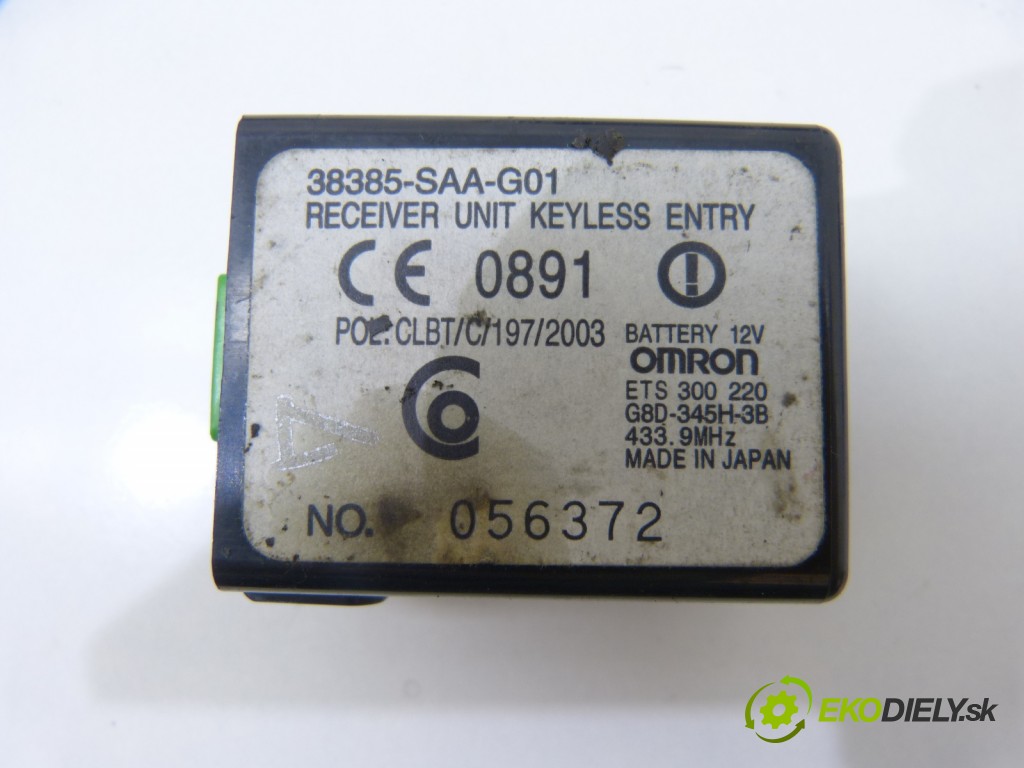 38385-SAA-G01
RECEIVER UNIT KEYLESS ENTRY
CE 0891
POL: CLBT/C/197/2003
BATTERY 12V
OMRON
ETS 300 220
G8D-345H-3B
433.9MHz
MADE IN JAPAN
NO. 056372
EKODIELY.sk